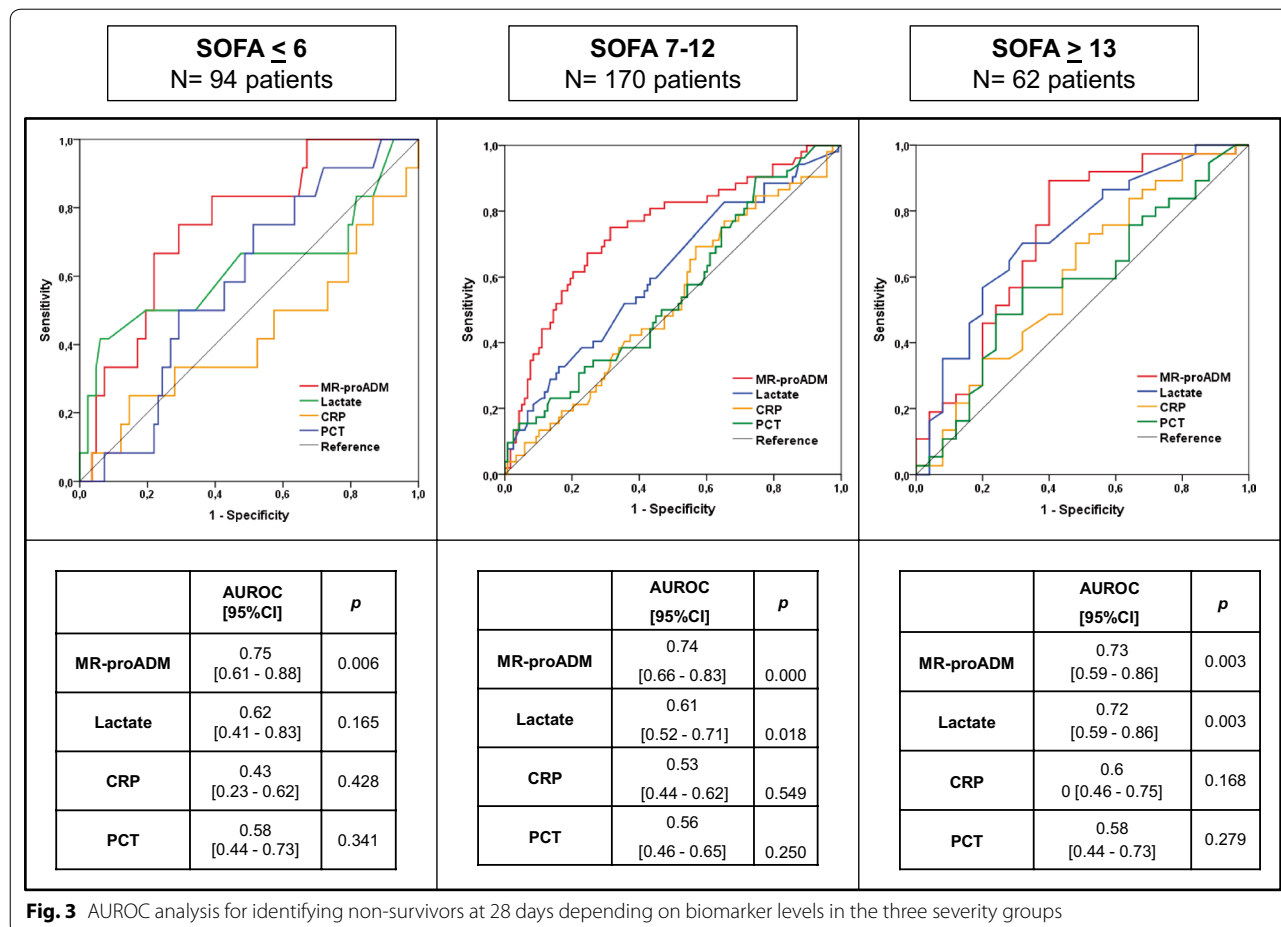 SOFA ≤ 6
N= 94 patients
SOFA 7-12
N= 170 patients
SOFA ≥ 13
N= 62 patients
1,0
0,8
0,6
0,4
0,2
0,0
Sensitivity
MR-proADM
Lactate
CRP
PCT
Reference
0,0 0,2 0,4 0,6 0,8 1,0
1 - Specificity
1,0
0,8
0,6
0,4
0,2
0,0
Sensitivity
MR-proADM
Lactate
CRP
PCT
Reference
0,0 0,2 0,4 0,6 0,8 1,0
1 - Specificity
1,0
0,8
0,6
0,4
0,2
0,0
Sensitivity
MR-proADM
Lactate
CRP
PCT
Reference
0,0 0,2 0,4 0,6 0,8 1,0
1 - Specificity
AUROC
[95%CI]
p
MR-proADM
0.75
[0.61 - 0.88]
0.006
Lactate
0.62
[0.41 - 0.83]
0.165
CRP
0.43
[0.23 - 0.62]
0.428
PCT
0.58
[0.44 - 0.73]
0.341
AUROC
[95%CI]
p
MR-proADM
0.74
[0.66 - 0.83]
0.000
Lactate
0.61
[0.52 - 0.71]
0.018
CRP
0.53
[0.44 - 0.62]
0.549
PCT
0.56
[0.46 - 0.65]
0.250
AUROC
[95%CI]
p
MR-proADM
0.73
[0.59 - 0.86]
0.003
Lactate
0.72
[0.59 - 0.86]
0.003
CRP
0.6
0 [0.46 - 0.75]
0.168
PCT
0.58
[0.44 - 0.73]
0.279
Fig. 3 AUROC analysis for identifying non-survivors at 28 days depending on biomarker levels in the three severity groups